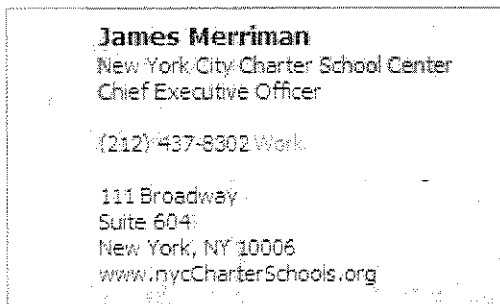 James Merriman
New York City Charter School Center
Chief Executive Officer
(212) 437-8302 Work
111 Broadway
Suite 604
New York, NY 10006
www.nycCharterSchools.org